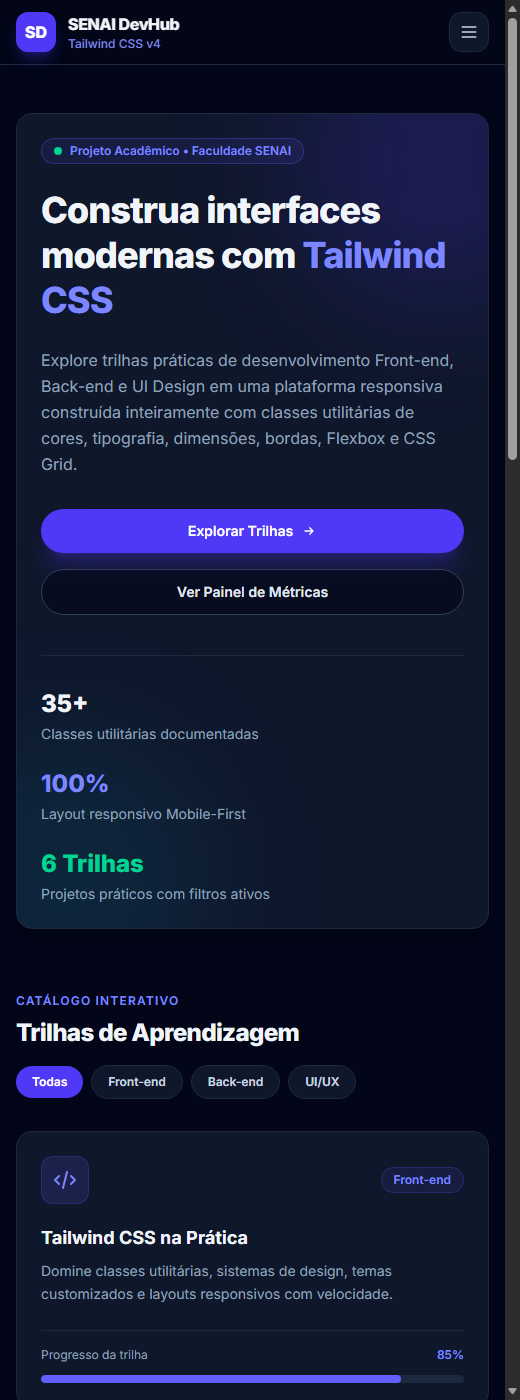 SD
SENAI DevHub
Tailwind CSS v4
Projeto Acadêmico • Faculdade SENAI
Construa interfaces
modernas com Tailwind
CSS
Explore trilhas práticas de desenvolvimento Front-end,
Back-end e UI Design em uma plataforma responsiva
construída inteiramente com classes utilitárias de
cores, tipografia, dimensões, bordas, Flexbox e CSS
Grid.
Explorar Trilhas →
Ver Painel de Métricas
35+
Classes utilitárias documentadas
100%
Layout responsivo Mobile-First
6 Trilhas
Projetos práticos com filtros ativos
CATÁLOGO INTERATIVO
Trilhas de Aprendizagem
Todas Front-end Back-end UI/UX
Front-end
Tailwind CSS na Prática
Domine classes utilitárias, sistemas de design, temas
customizados e layouts responsivos com velocidade.
Progresso da trilha 85%